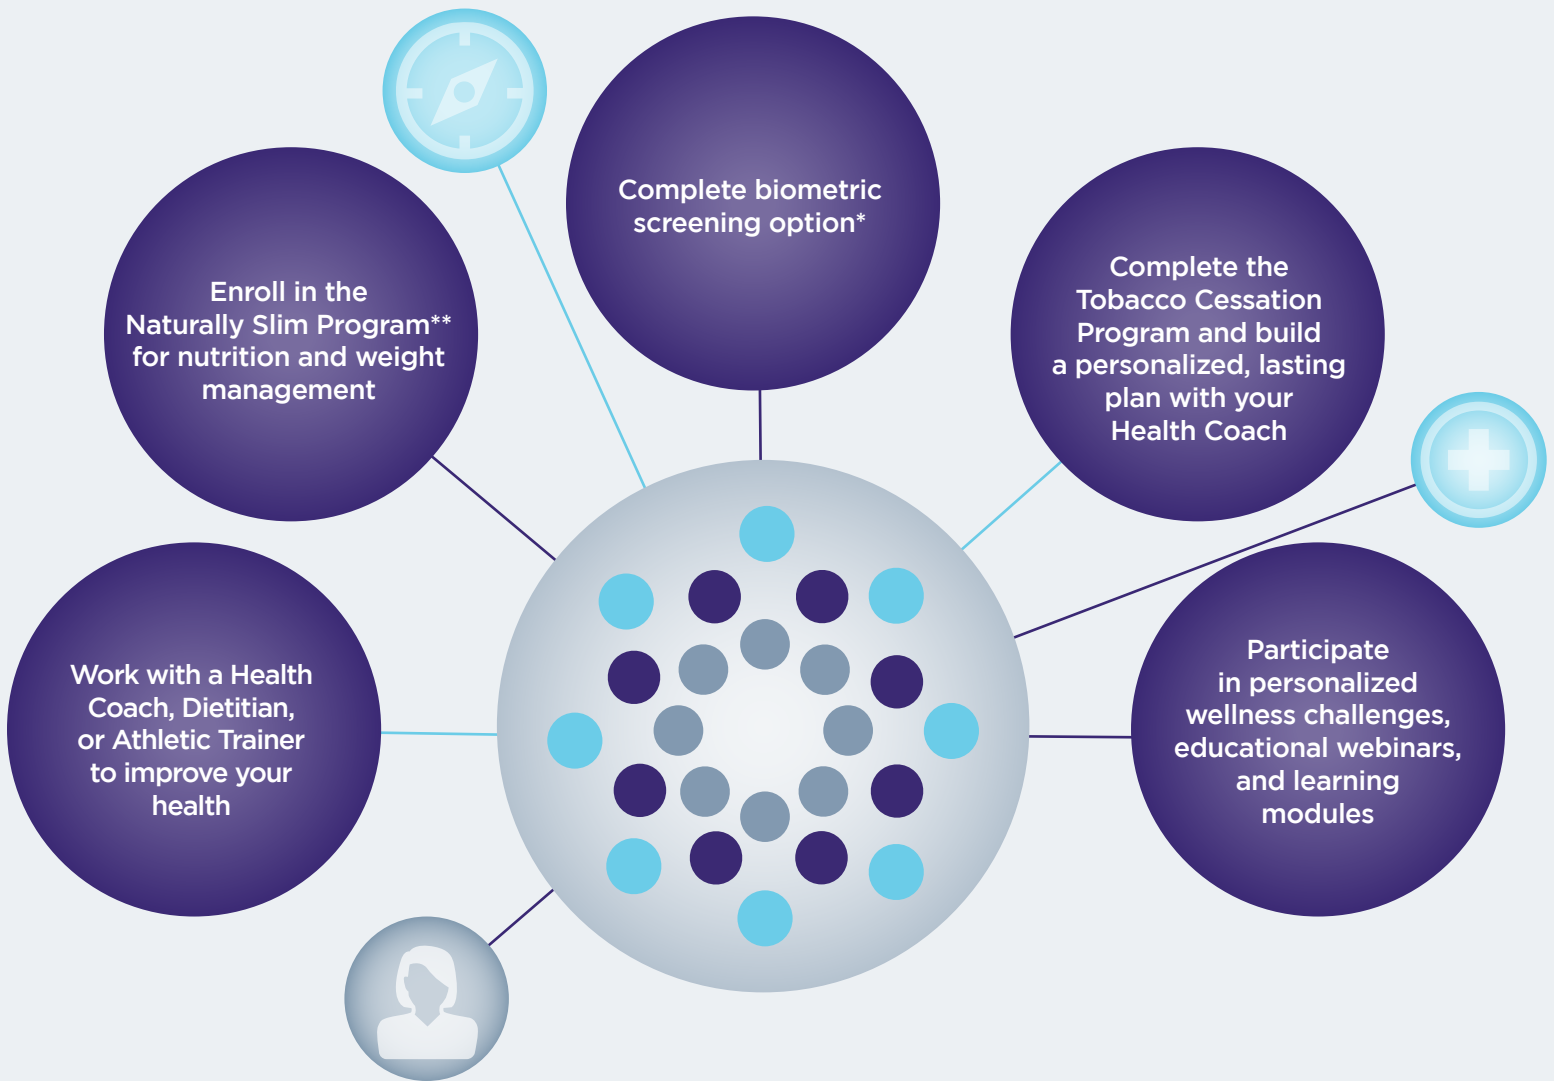 Complete biometric
screening option*
Enroll in the
Naturally Slim Program**
for nutrition and weight
management
Complete the
Tobacco Cessation
Program and build
a personalized, lasting
plan with your
Health Coach
Work with a Health
Coach, Dietitian,
or Athletic Trainer
to improve your
health
Participate
in personalized
wellness challenges,
educational webinars,
and learning
modules